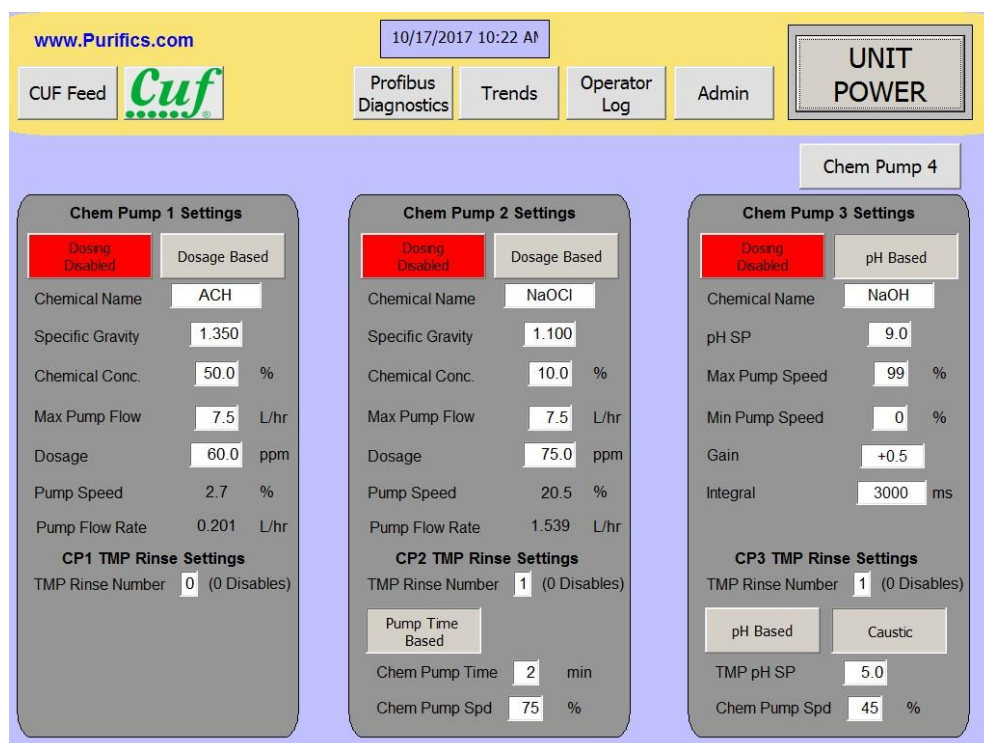 www.Purifics.com
10/17/2017 10:22 AM
CUF Feed
Cuf
®
Profibus
Diagnostics
Trends
Operator
Log
Admin
UNIT
POWER
Chem Pump 4
Chem Pump 1 Settings
Dosing
Disabled
Dosage Based
Chemical Name ACH
Specific Gravity 1.350
Chemical Conc. 50.0 %
Max Pump Flow 7.5 L/hr
Dosage 60.0 ppm
Pump Speed 2.7 %
Pump Flow Rate 0.201 L/hr
CP1 TMP Rinse Settings
TMP Rinse Number 0 (0 Disables)
Chem Pump 2 Settings
Dosing
Disabled
Dosage Based
Chemical Name NaOCl
Specific Gravity 1.100
Chemical Conc. 10.0 %
Max Pump Flow 7.5 L/hr
Dosage 75.0 ppm
Pump Speed 20.5 %
Pump Flow Rate 1.539 L/hr
CP2 TMP Rinse Settings
TMP Rinse Number 1 (0 Disables)
Pump Time
Based
Chem Pump Time 2 min
Chem Pump Spd 75 %
Chem Pump 3 Settings
Dosing
Disabled
pH Based
Chemical Name NaOH
pH SP 9.0
Max Pump Speed 99 %
Min Pump Speed 0 %
Gain +0.5
Integral 3000 ms
CP3 TMP Rinse Settings
TMP Rinse Number 1 (0 Disables)
pH Based
Caustic
TMP pH SP 5.0
Chem Pump Spd 45 %